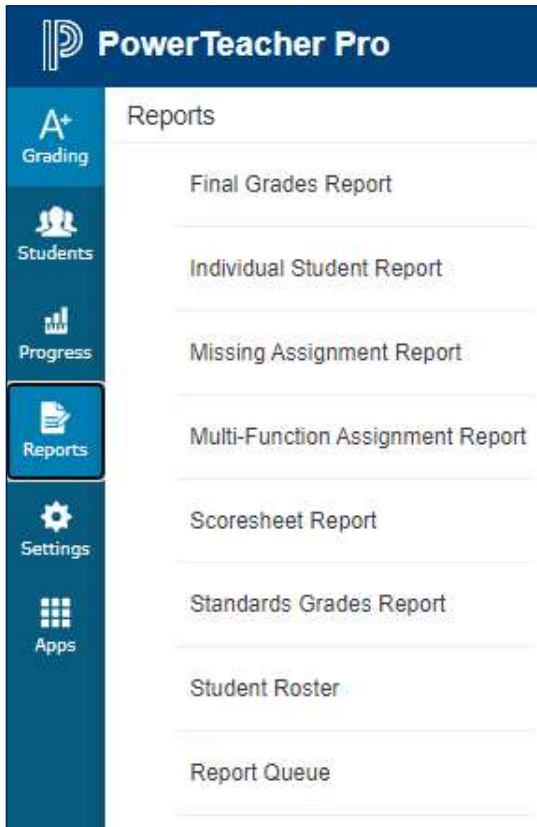 PowerTeacher Pro
A+
Grading
Students
Progress
Reports
Settings
Apps
Reports
Final Grades Report
Individual Student Report
Missing Assignment Report
Multi-Function Assignment Report
Scoresheet Report
Standards Grades Report
Student Roster
Report Queue